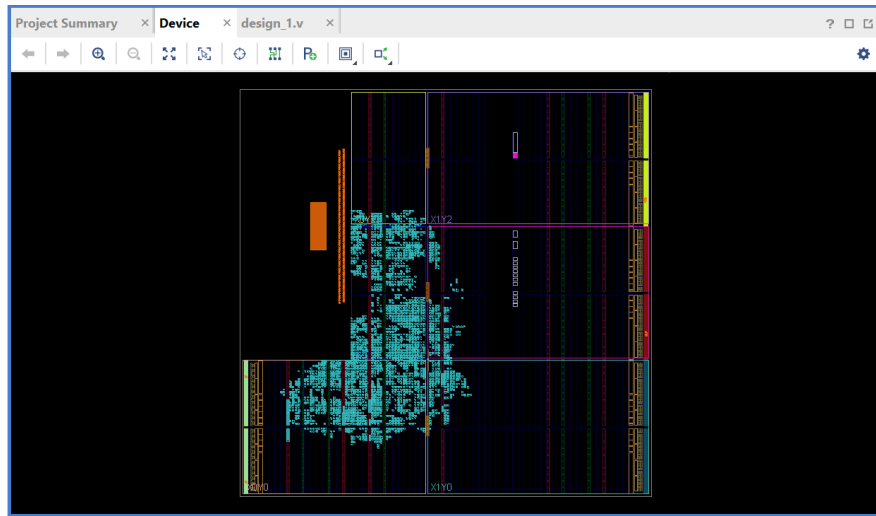 Project Summary × Device × design_1.v ×
?
X1Y2
X0Y0
X1Y0